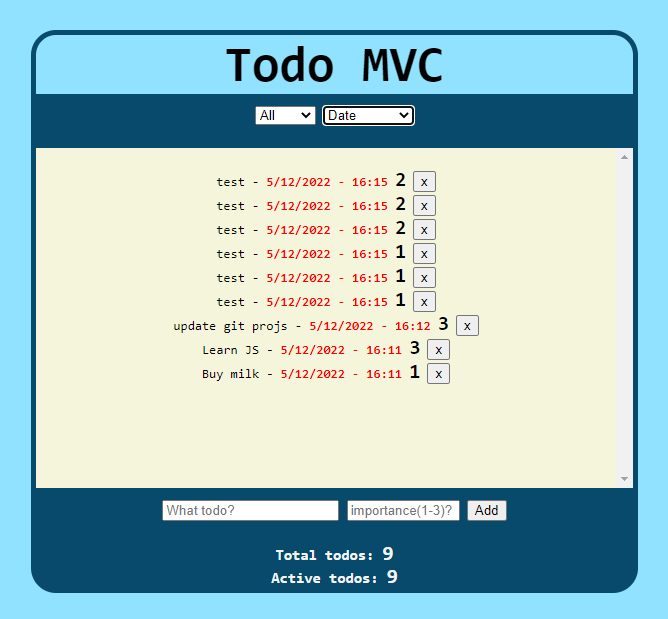 Todo MVC
All Date
test - 5/12/2022 - 16:15 2 x
test - 5/12/2022 - 16:15 2 x
test - 5/12/2022 - 16:15 2 x
test - 5/12/2022 - 16:15 1 x
test - 5/12/2022 - 16:15 1 x
test - 5/12/2022 - 16:15 1 x
update git projs - 5/12/2022 - 16:12 3 x
Learn JS - 5/12/2022 - 16:11 3 x
Buy milk - 5/12/2022 - 16:11 1 x
What todo? importance(1-3)? Add
Total todos: 9
Active todos: 9